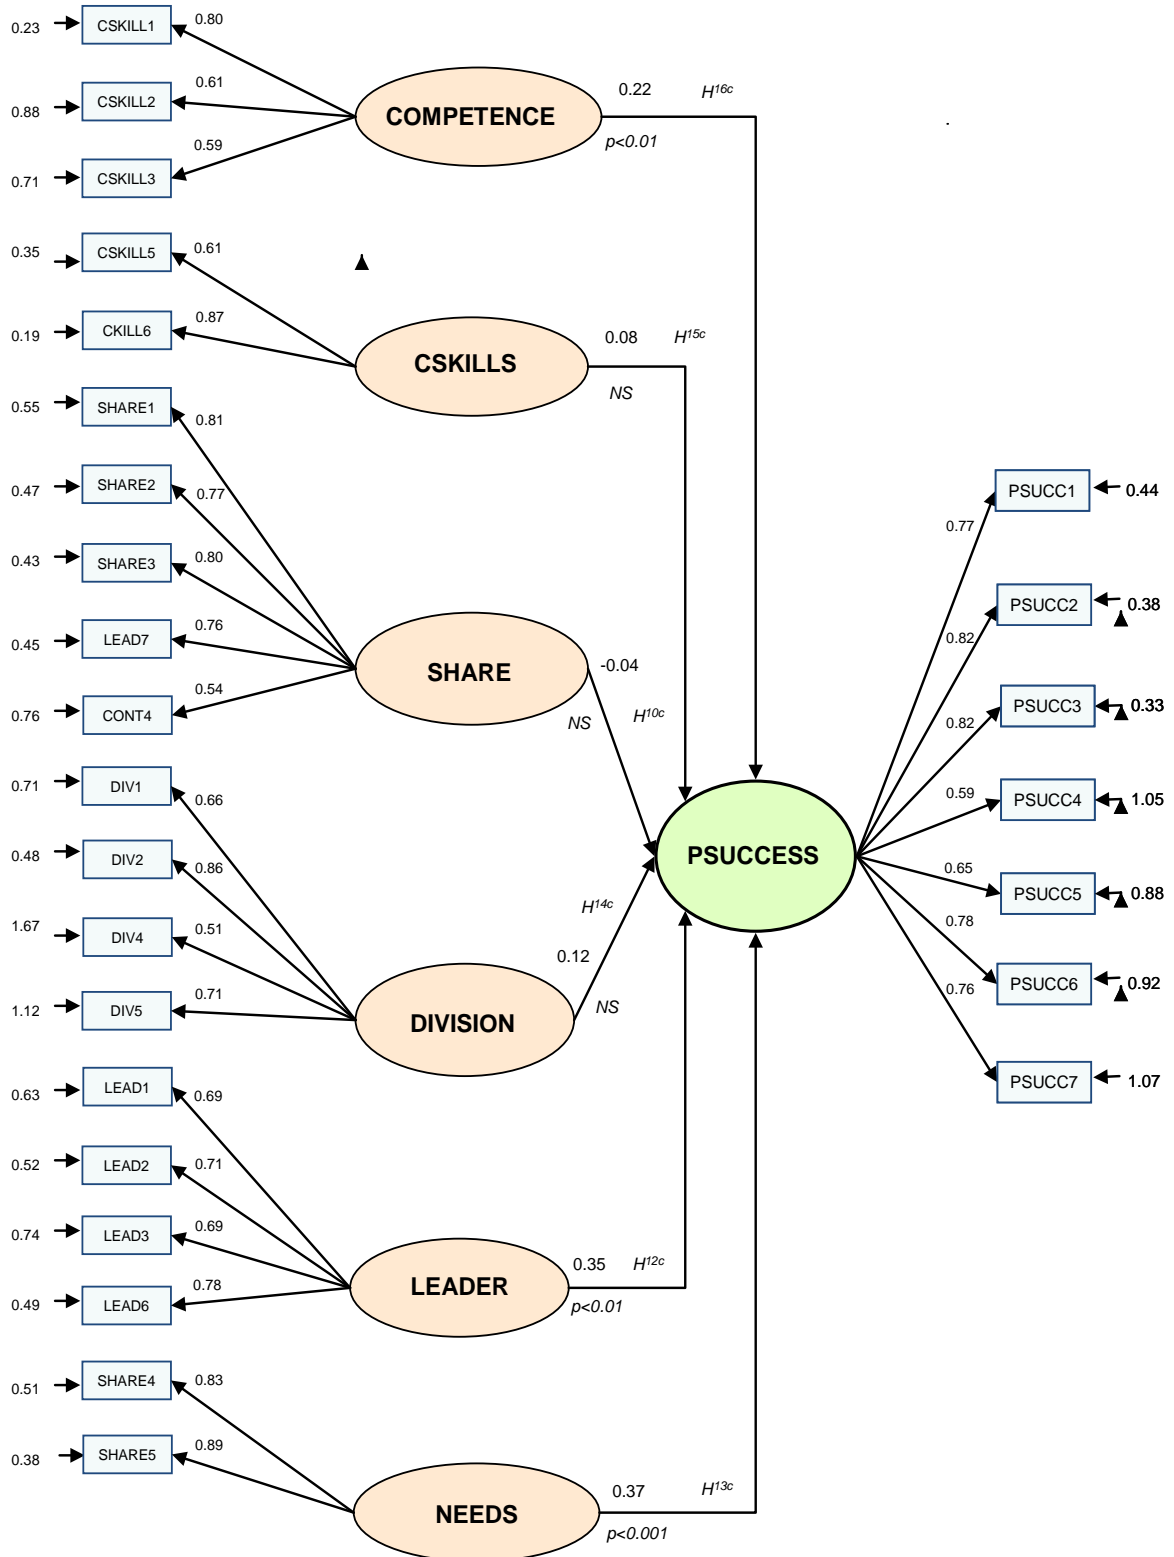 0.23 CSKILL1 0.80
0.88 CSKILL2 0.61
0.71 CSKILL3 0.59
COMPETENCE 0.22 H16c
p<0.01
0.35 CSKILL5 0.61
0.19 CKILL6 0.87
CSKILLS 0.08 H15c
NS
0.55 SHARE1 0.81
0.47 SHARE2 0.77
0.43 SHARE3 0.80
0.45 LEAD7 0.76
0.76 CONT4 0.54
SHARE -0.04
NS H10c
0.71 DIV1 0.66
0.48 DIV2 0.86
1.67 DIV4 0.51
1.12 DIV5 0.71
DIVISION 0.12 H14c
NS
0.63 LEAD1 0.69
0.52 LEAD2 0.71
0.74 LEAD3 0.69
0.49 LEAD6 0.78
LEADER 0.35 H12c
p<0.01
0.51 SHARE4 0.83
0.38 SHARE5 0.89
NEEDS 0.37 H13c
p<0.001
PSUCCESS
0.77 PSUCC1 0.44
0.82 PSUCC2 0.38
0.82 PSUCC3 0.33
0.59 PSUCC4 1.05
0.65 PSUCC5 0.88
0.78 PSUCC6 0.92
0.76 PSUCC7 1.07